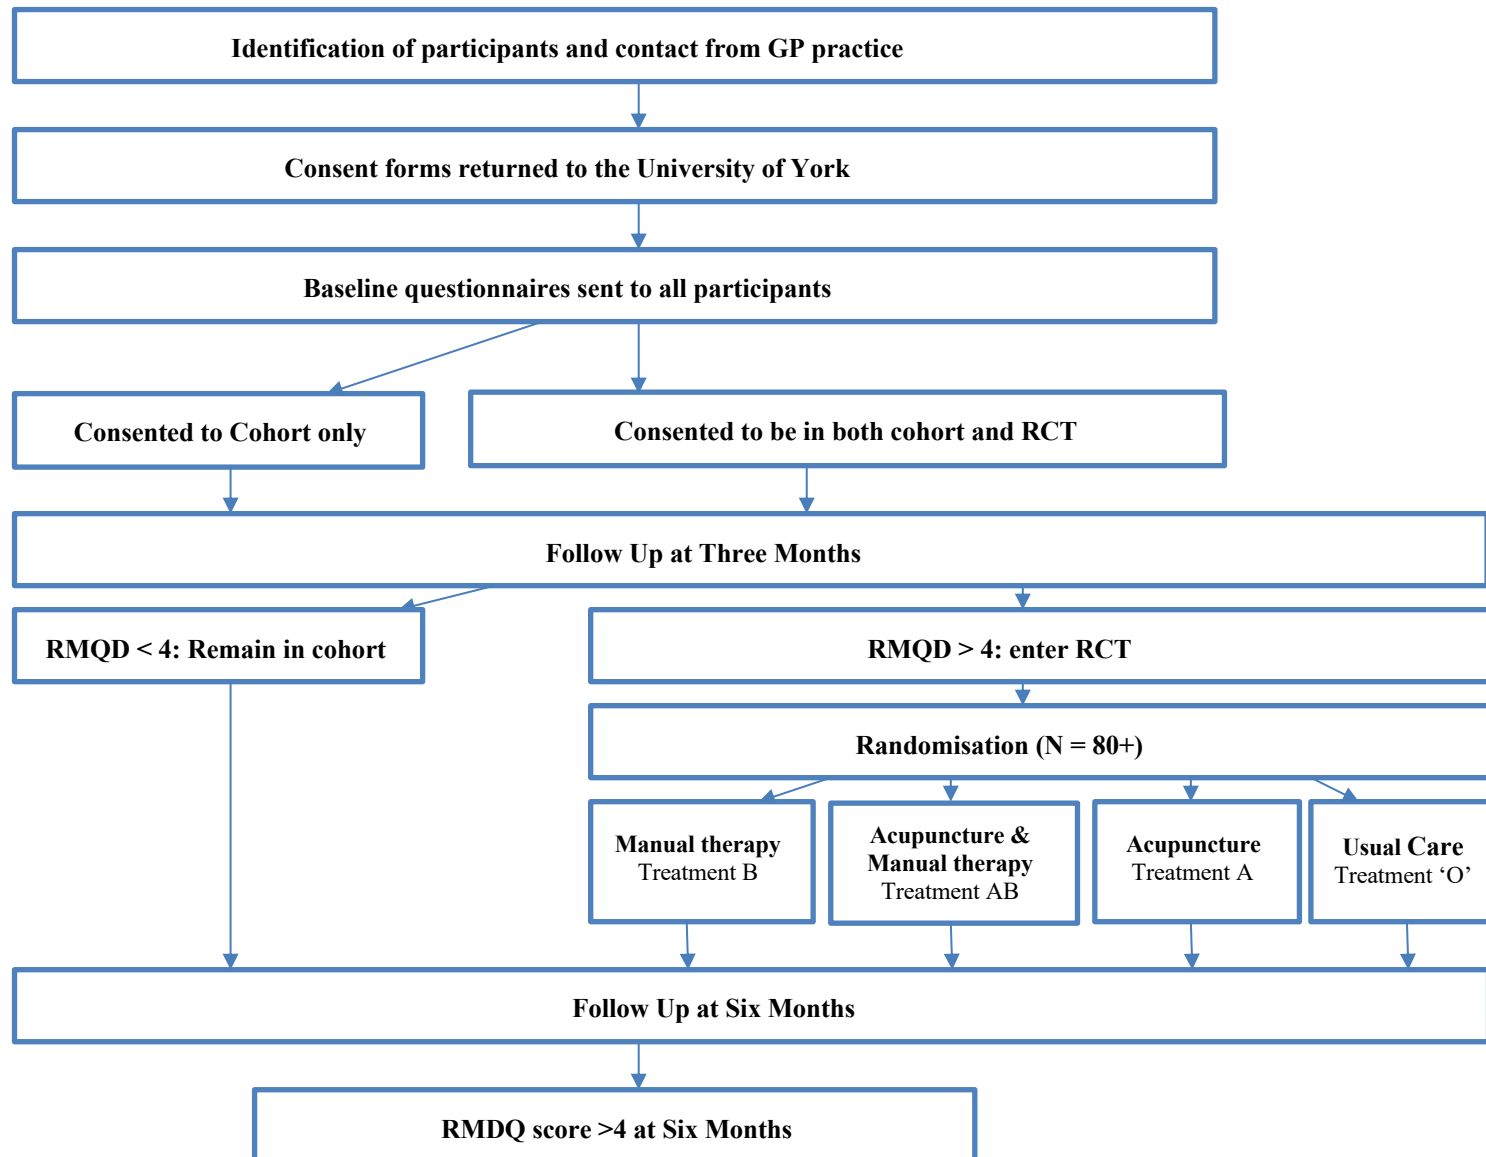 Identification of participants and contact from GP practice
Consent forms returned to the University of York
Baseline questionnaires sent to all participants
Consented to Cohort only
Consented to be in both cohort and RCT
Follow Up at Three Months
RMQD < 4: Remain in cohort
RMQD > 4: enter RCT
Randomisation (N = 80+)
Manual therapy
Treatment B
Acupuncture &
Manual therapy
Treatment AB
Acupuncture
Treatment A
Usual Care
Treatment ‘O’
Follow Up at Six Months
RMDQ score >4 at Six Months